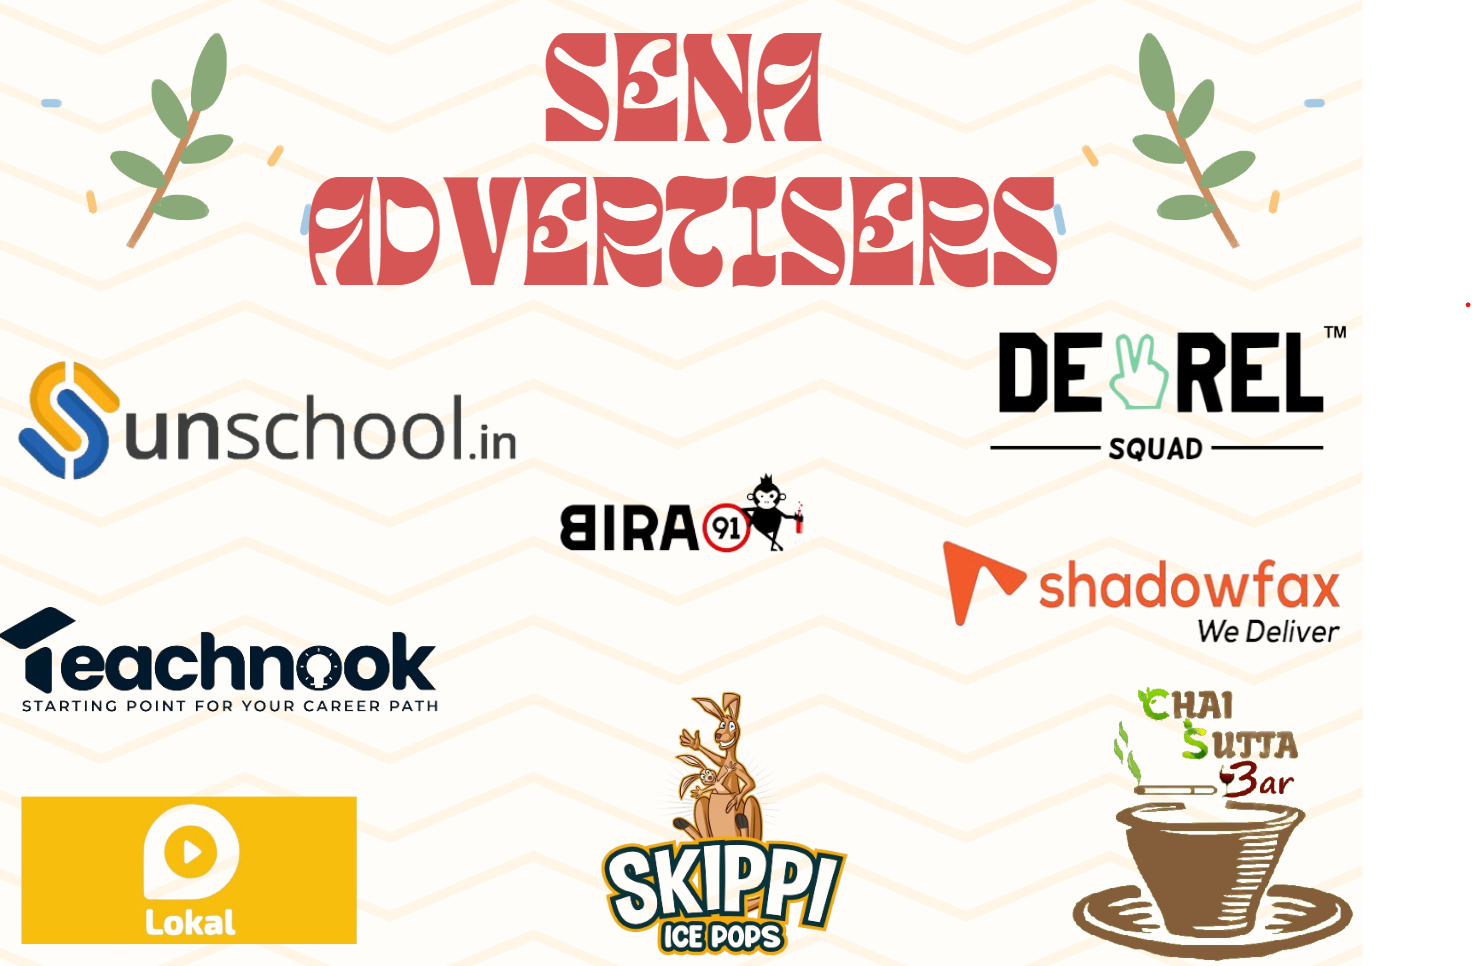 SENA
ADVERTISERS
DEVREL™
SQUAD
Sunschool.in
BIRA 91
shadowfax
We Deliver
Teachnook
STARTING POINT FOR YOUR CAREER PATH
CHAI
SUTTA
Bar
Lokal
SKIPPI
ICE POPS